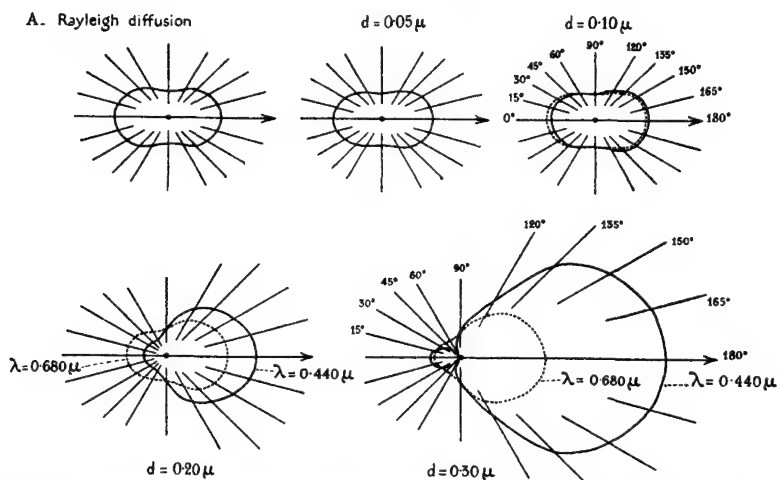 A. Rayleigh diffusion
d = 0·05 μ
d = 0·10 μ
90°
120°
60°
135°
45°
150°
30°
165°
15°
0°
180°
120°
135°
150°
165°
90°
60°
45°
30°
15°
180°
λ = 0·680 μ
λ = 0·440 μ
λ = 0·680 μ
λ = 0·440 μ
d = 0·20 μ
d = 0·30 μ